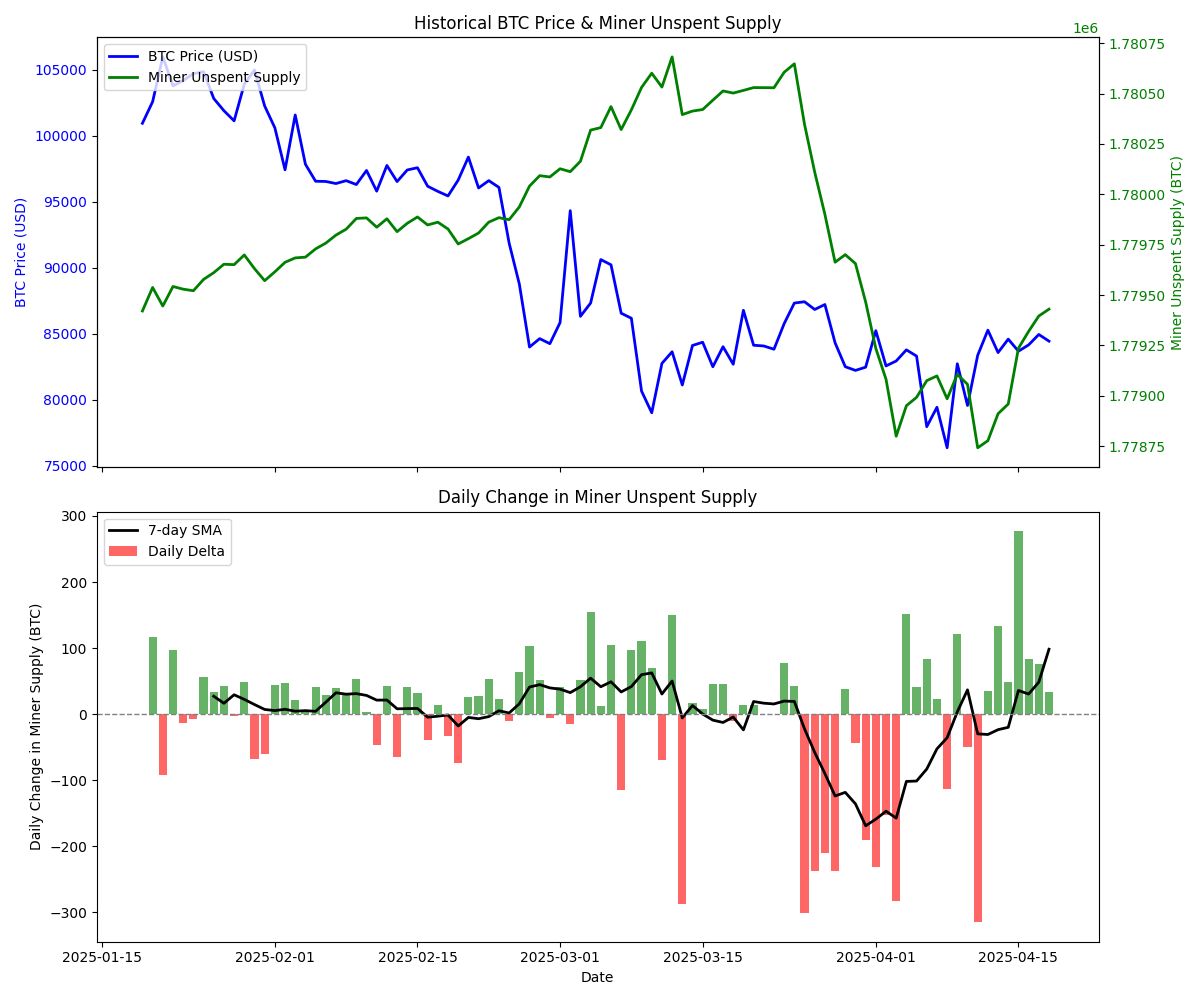 Historical BTC Price & Miner Unspent Supply
1e6
BTC Price (USD)
Miner Unspent Supply
105000
100000
95000
90000
85000
80000
75000
BTC Price (USD)
1.78075
1.78050
1.78025
1.78000
1.77975
1.77950
1.77925
1.77900
1.77875
Miner Unspent Supply (BTC)
Daily Change in Miner Unspent Supply
7-day SMA
Daily Delta
300
200
100
0
−100
−200
−300
Daily Change in Miner Supply (BTC)
2025-01-15
2025-02-01
2025-02-15
2025-03-01
2025-03-15
2025-04-01
2025-04-15
Date